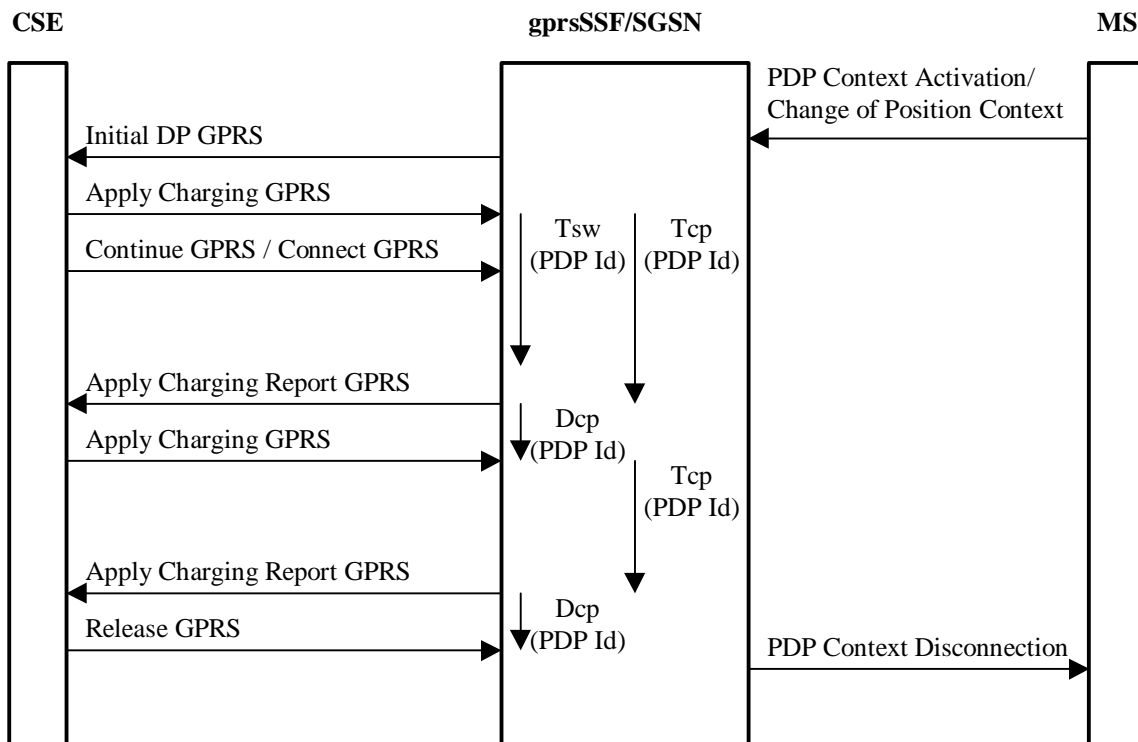 CSE
gprsSSF/SGSN
MS
PDP Context Activation/
Change of Position Context
Initial DP GPRS
Apply Charging GPRS
Tsw
(PDP Id)
Tcp
(PDP Id)
Continue GPRS / Connect GPRS
Apply Charging Report GPRS
Dcp
(PDP Id)
Apply Charging GPRS
Tcp
(PDP Id)
Apply Charging Report GPRS
Dcp
(PDP Id)
Release GPRS
PDP Context Disconnection